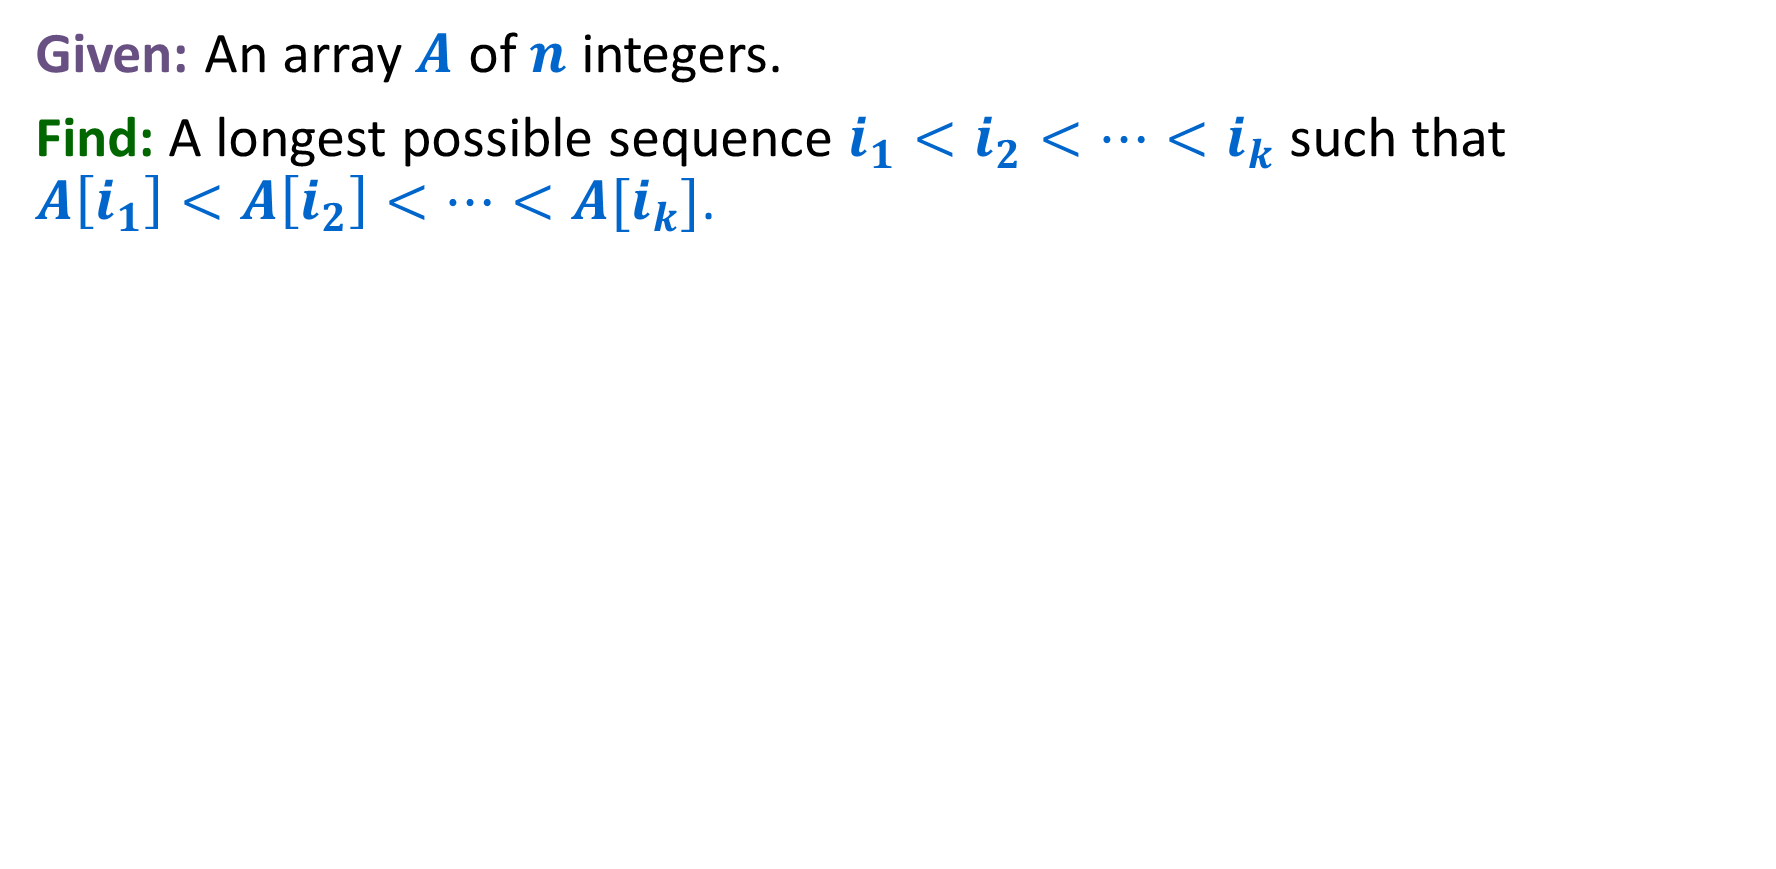 Given: An array A of n integers.
Find: A longest possible sequence i₁ < i₂ < ⋯ < iₖ such that
A[i₁] < A[i₂] < ⋯ < A[iₖ].